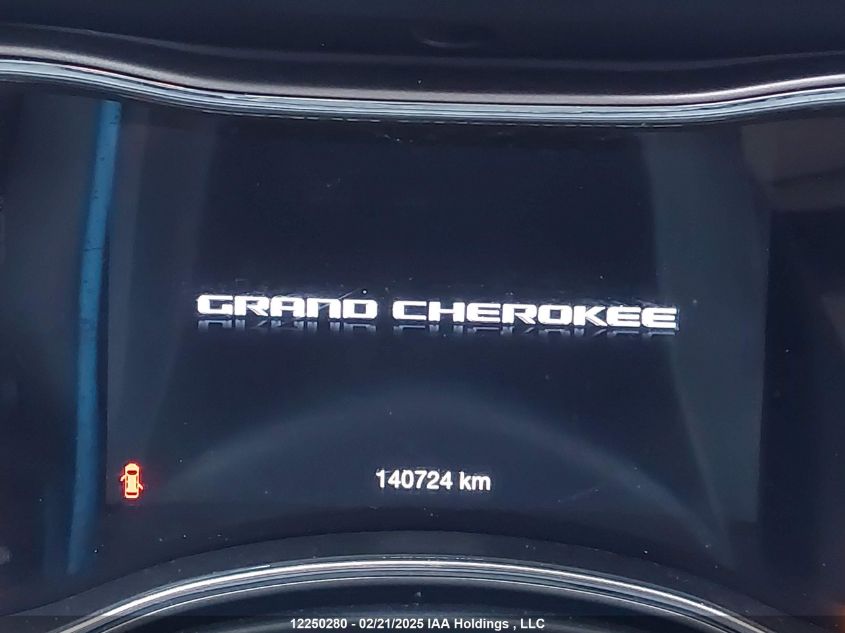 GRAND CHEROKEE
140724 km
12250280 - 02/21/2025 IAA Holdings , LLC